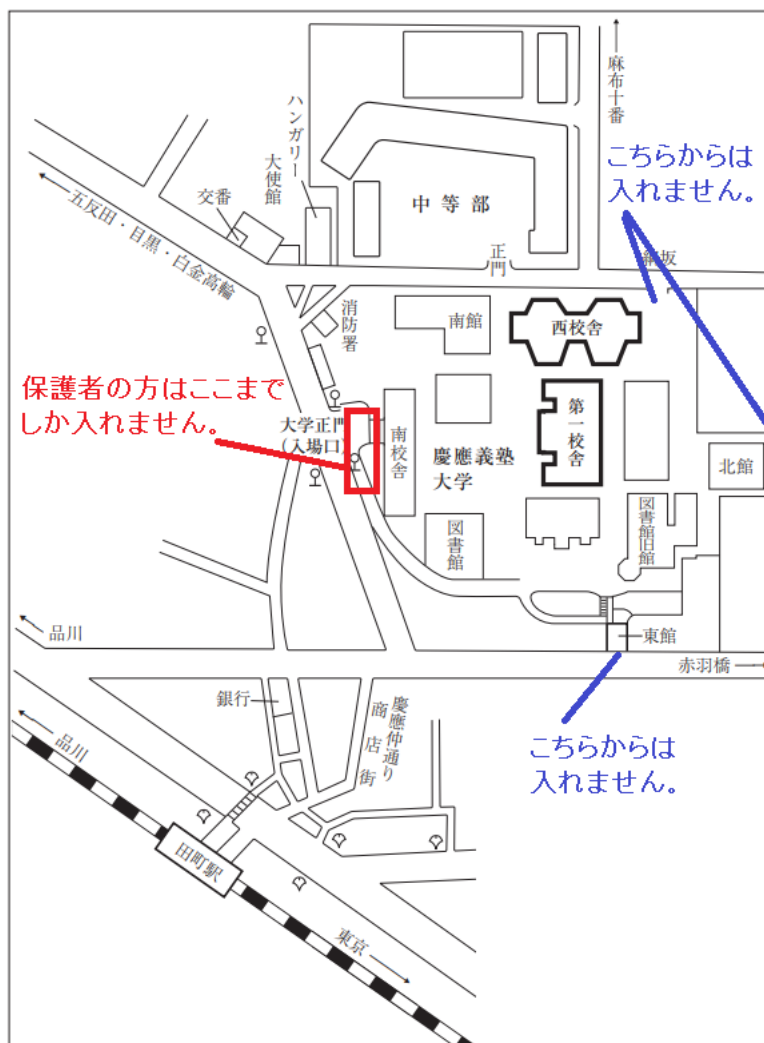 麻布十番
ハンガリー
大使館
こちらからは
入れません。
交番
中等部
五反田・目黒・白金高輪
正門
綱坂
消防署
南館
西校舎
保護者の方はここまで
しか入れません。
大学正門
(入場口)
南校舎
第一校舎
慶應義塾
大学
北館
図書館
図書館旧館
品川
東館
赤羽橋
銀行
慶應仲通り
商店街
品川
こちらからは
入れません。
田町駅
東京